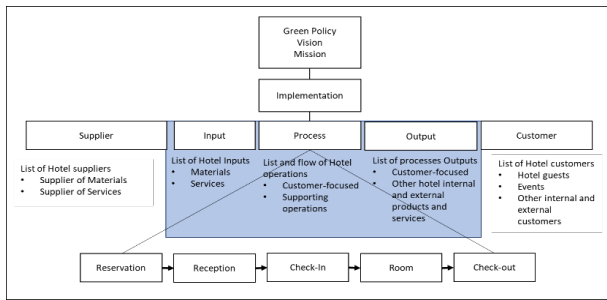 Green Policy
Vision
Mission
Implementation
Supplier
Input
Process
Output
Customer
List of Hotel suppliers
• Supplier of Materials
• Supplier of Services
List of Hotel Inputs
• Materials
• Services
List and flow of Hotel
operations
• Customer-focused
• Supporting
operations
List of processes Outputs
• Customer-focused
• Other hotel internal
and external
products and
services
List of Hotel customers
• Hotel guests
• Events
• Other internal and
external
customers
Reservation
Reception
Check-In
Room
Check-out